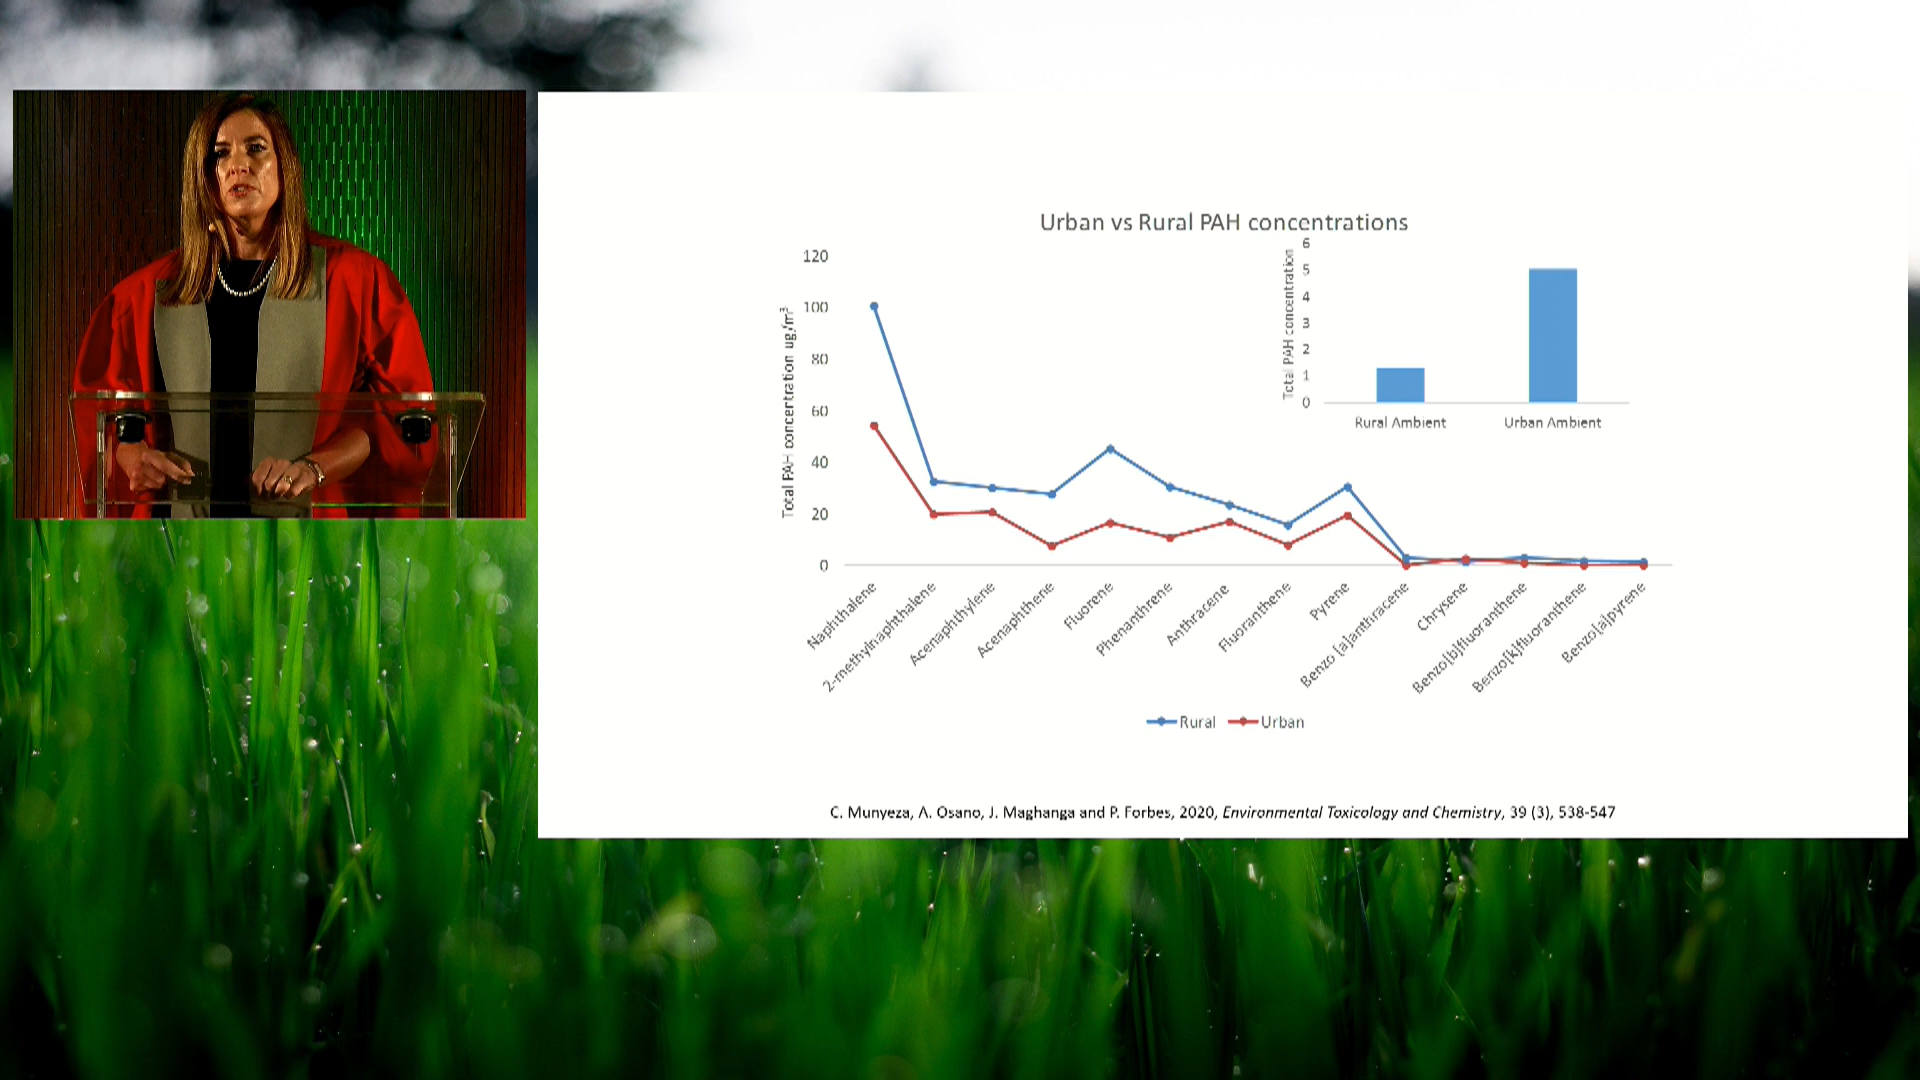 Urban vs Rural PAH concentrations
120
100
80
60
40
20
0
Total PAH concentration ug/m³
6
5
4
3
2
1
0
Total PAH concentration
Rural Ambient
Urban Ambient
Naphthalene
2-methylnaphthalene
Acenaphthylene
Acenaphthene
Fluorene
Phenanthrene
Anthracene
Fluoranthene
Pyrene
Benzo [a]anthracene
Chrysene
Benzo[b]fluoranthene
Benzo[k]fluoranthene
Benzo[a]pyrene
Rural Urban
C. Munyeza, A. Osano, J. Maghanga and P. Forbes, 2020, Environmental Toxicology and Chemistry, 39 (3), 538-547